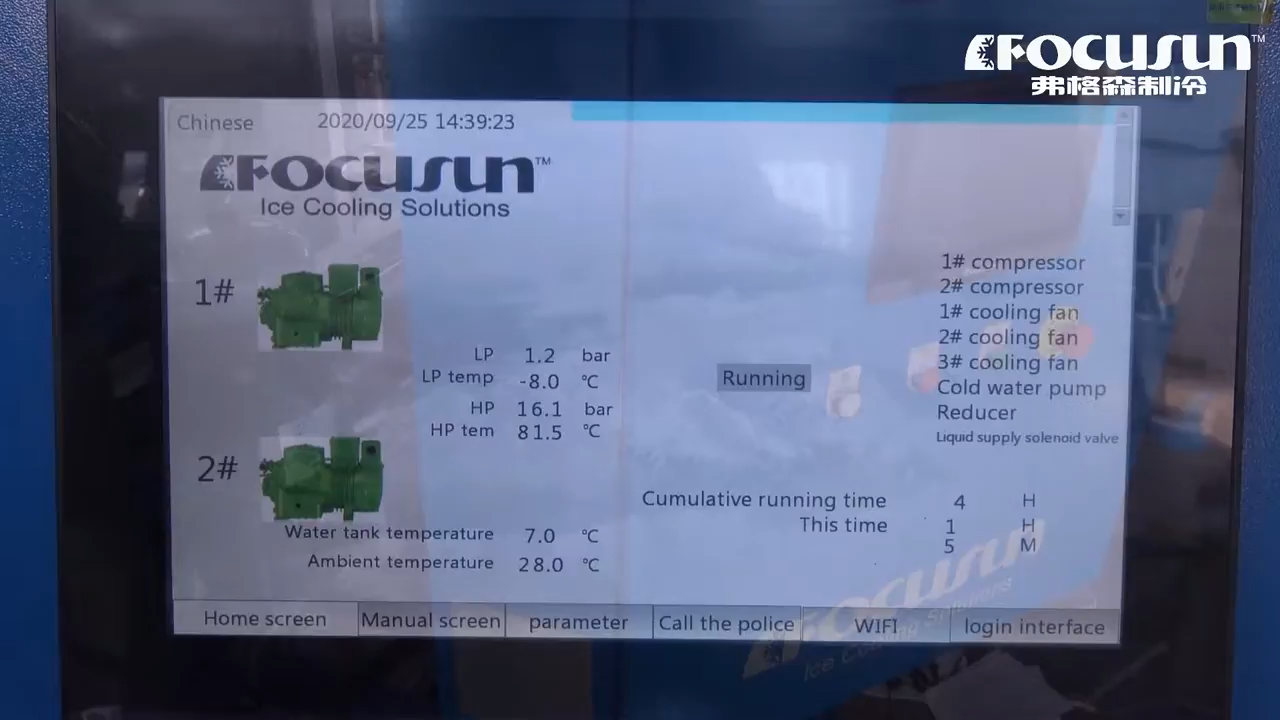 FOCUSUN™
弗格森制冷
Chinese 2020/09/25 14:39:23
FOCUSUN™
Ice Cooling Solutions
1#
1# compressor
2# compressor
1# cooling fan
2# cooling fan
3# cooling fan
Cold water pump
Reducer
Liquid supply solenoid valve
LP 1.2 bar
LP temp -8.0 ℃
HP 16.1 bar
HP tem 81.5 ℃
Running
2#
Water tank temperature 7.0 ℃
Ambient temperature 28.0 ℃
Cumulative running time 4 H
This time 1 H
5 M
Home screen Manual screen parameter Call the police WIFI login interface
FOCUSUN
Ice Cooling Solutions